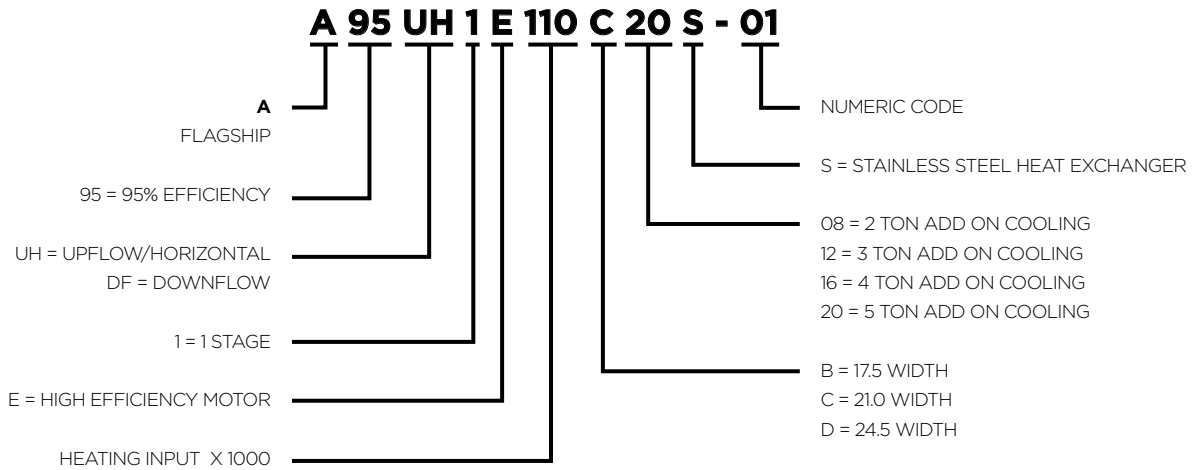 A 95 UH 1 E 110 C 20 S - 01
A
FLAGSHIP
95 = 95% EFFICIENCY
UH = UPFLOW/HORIZONTAL
DF = DOWNFLOW
1 = 1 STAGE
E = HIGH EFFICIENCY MOTOR
HEATING INPUT X 1000
NUMERIC CODE
S = STAINLESS STEEL HEAT EXCHANGER
08 = 2 TON ADD ON COOLING
12 = 3 TON ADD ON COOLING
16 = 4 TON ADD ON COOLING
20 = 5 TON ADD ON COOLING
B = 17.5 WIDTH
C = 21.0 WIDTH
D = 24.5 WIDTH